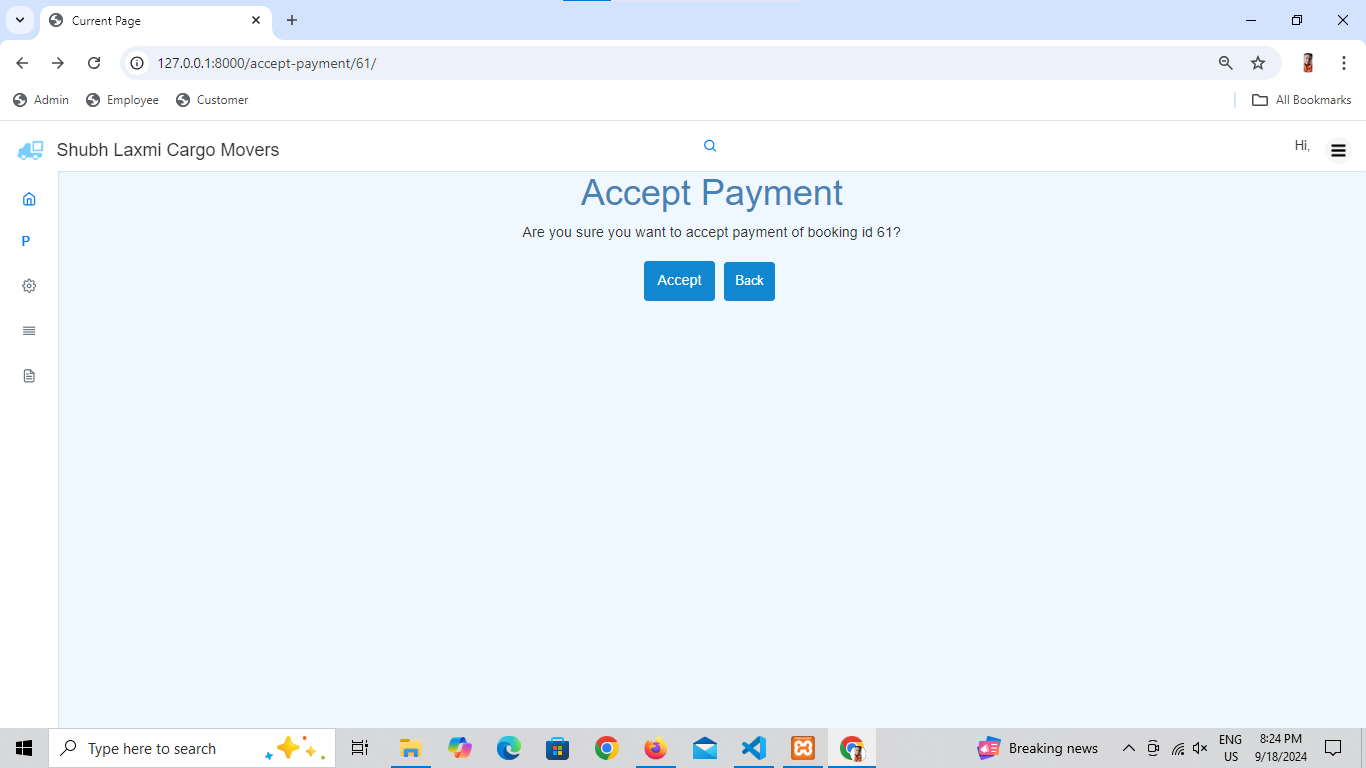 Current Page
127.0.0.1:8000/accept-payment/61/
Admin
Employee
Customer
All Bookmarks
Shubh Laxmi Cargo Movers
Hi,
P
Accept Payment
Are you sure you want to accept payment of booking id 61?
Accept
Back
Type here to search
Breaking news
ENG
US
8:24 PM
9/18/2024